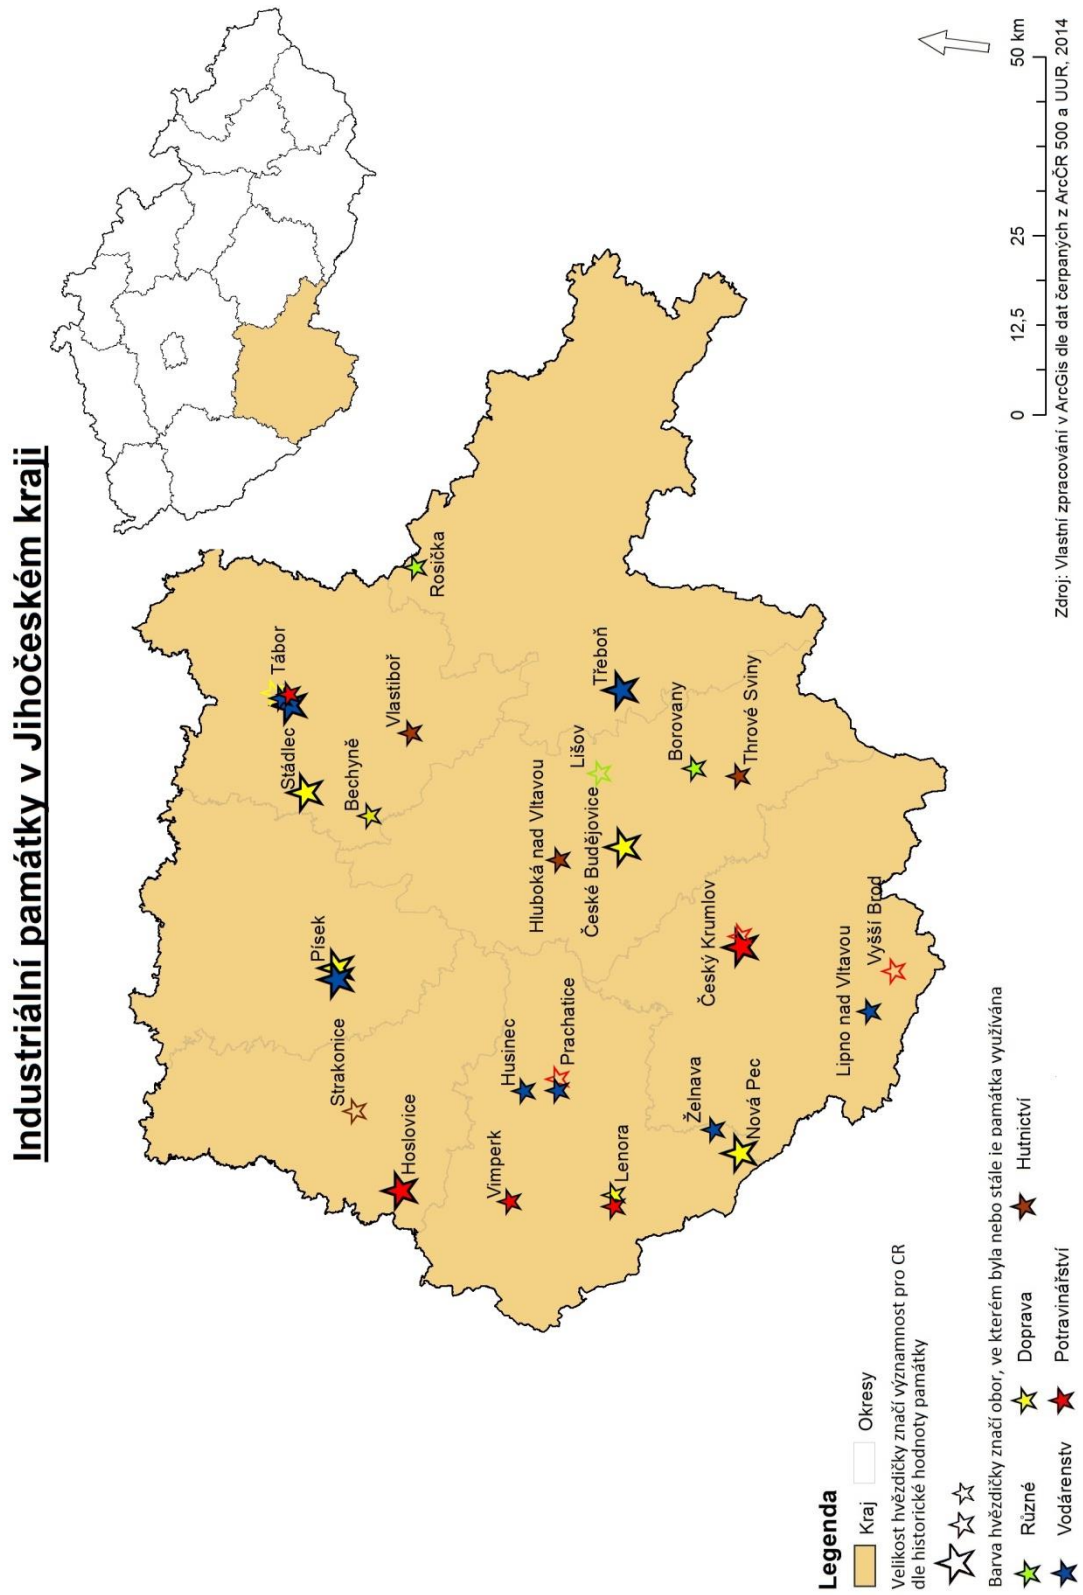 Industriální památky v Jihočeském kraji
Tábor
Stádlec
Bechyně
Vlastiboř
Rosička
Písek
Strakonice
Hoslovice
Hluboká nad Vltavou
Lišov
České Budějovice
Třeboň
Borovany
Thrové Sviny
Husinec
Prachatice
Vimperk
Lenora
Český Krumlov
Želnava
Nová Pec
Lipno nad Vltavou
Vyšší Brod
Legenda
Kraj Okresy
Velikost hvězdičky značí významnost pro CR
dle historické hodnoty památky
Barva hvězdičky značí obor, ve kterém byla nebo stále je památka využívána
Různé Doprava Hutnictví
Vodárenstv Potravinářství
0 12,5 25 50 km
Zdroj: Vlastní zpracování v ArcGis dle dat čerpaných z ArcČR 500 a UUR, 2014